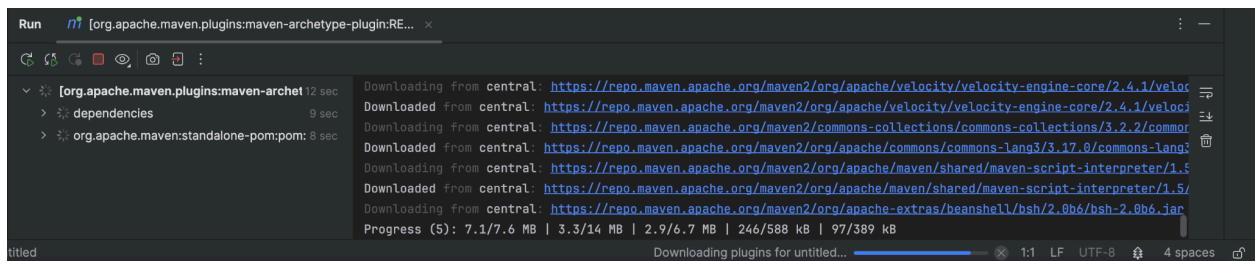 Run [org.apache.maven.plugins:maven-archetype-plugin:RE...
[org.apache.maven.plugins:maven-archet 12 sec
dependencies 9 sec
org.apache.maven:standalone-pom:pom: 8 sec
Downloading from central: https://repo.maven.apache.org/maven2/org/apache/velocity/velocity-engine-core/2.4.1/veloc
Downloaded from central: https://repo.maven.apache.org/maven2/org/apache/velocity/velocity-engine-core/2.4.1/veloci
Downloading from central: https://repo.maven.apache.org/maven2/commons-collections/commons-collections/3.2.2/common
Downloaded from central: https://repo.maven.apache.org/maven2/org/apache/commons/commons-lang3/3.17.0/commons-lang3
Downloading from central: https://repo.maven.apache.org/maven2/org/apache/maven/shared/maven-script-interpreter/1.5
Downloaded from central: https://repo.maven.apache.org/maven2/org/apache/maven/shared/maven-script-interpreter/1.5/
Downloading from central: https://repo.maven.apache.org/maven2/org/apache-extras/beanshell/bsh/2.0b6/bsh-2.0b6.jar
Progress (5): 7.1/7.6 MB | 3.3/14 MB | 2.9/6.7 MB | 246/588 kB | 97/389 kB
titled Downloading plugins for untitled... 1:1 LF UTF-8 4 spaces